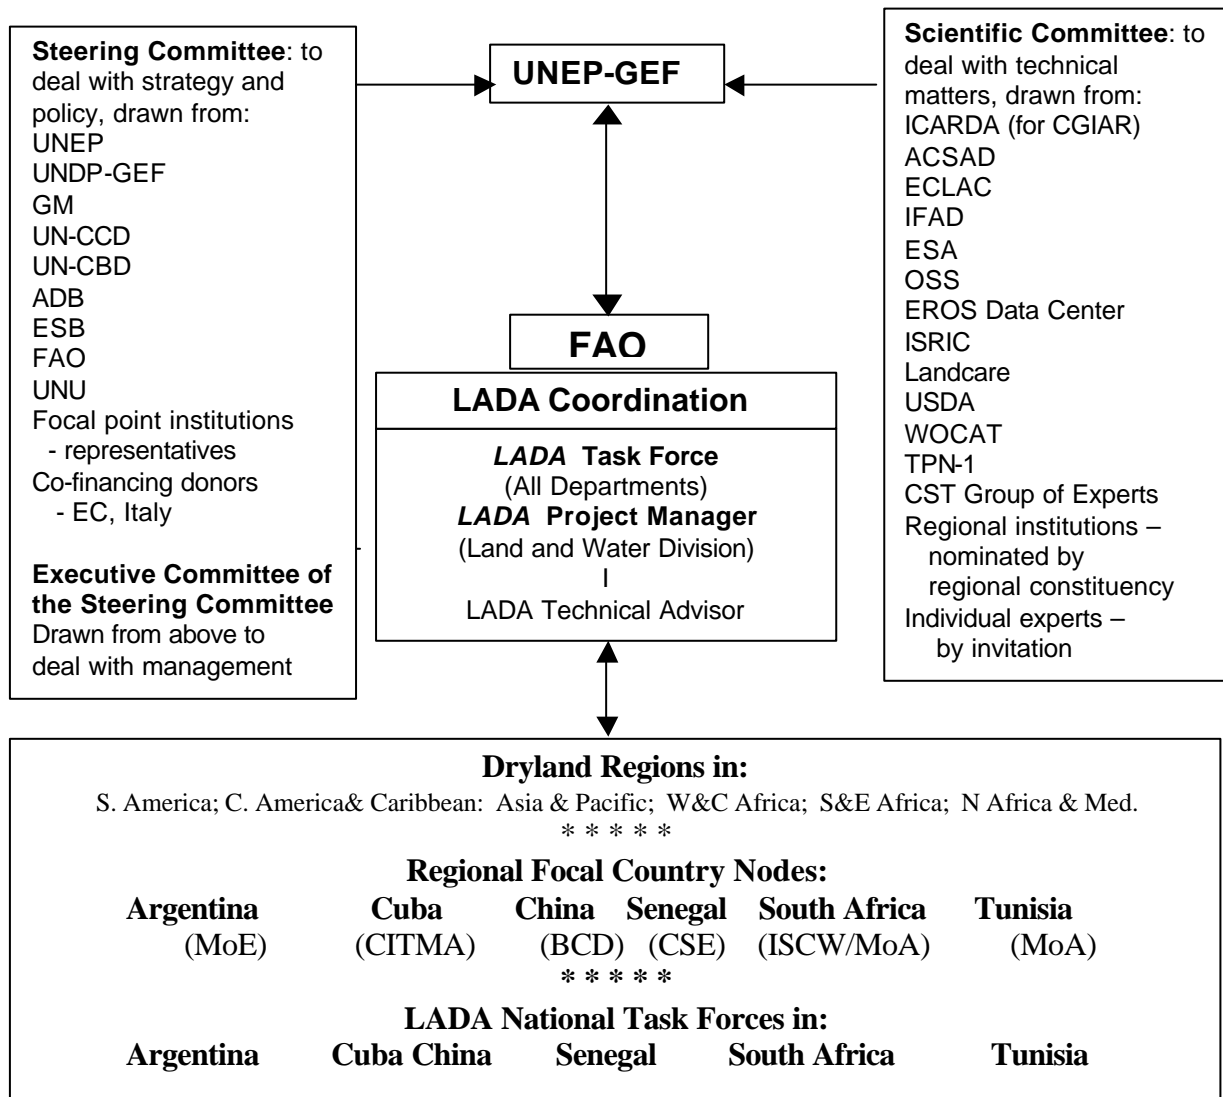 Steering Committee: to
deal with strategy and
policy, drawn from:
UNEP
UNDP-GEF
GM
UN-CCD
UN-CBD
ADB
ESB
FAO
UNU
Focal point institutions
- representatives
Co-financing donors
- EC, Italy
Executive Committee of
the Steering Committee
Drawn from above to
deal with management
UNEP-GEF
FAO
LADA Coordination
LADA Task Force
(All Departments)
LADA Project Manager
(Land and Water Division)
I
LADA Technical Advisor
Scientific Committee: to
deal with technical
matters, drawn from:
ICARDA (for CGIAR)
ACSAD
ECLAC
IFAD
ESA
OSS
EROS Data Center
ISRIC
Landcare
USDA
WOCAT
TPN-1
CST Group of Experts
Regional institutions –
nominated by
regional constituency
Individual experts –
by invitation
Dryland Regions in:
S. America; C. America& Caribbean: Asia & Pacific; W&C Africa; S&E Africa; N Africa & Med.
* * * * *
Regional Focal Country Nodes:
Argentina Cuba China Senegal South Africa Tunisia
(MoE) (CITMA) (BCD) (CSE) (ISCW/MoA) (MoA)
* * * * *
LADA National Task Forces in:
Argentina Cuba China Senegal South Africa Tunisia